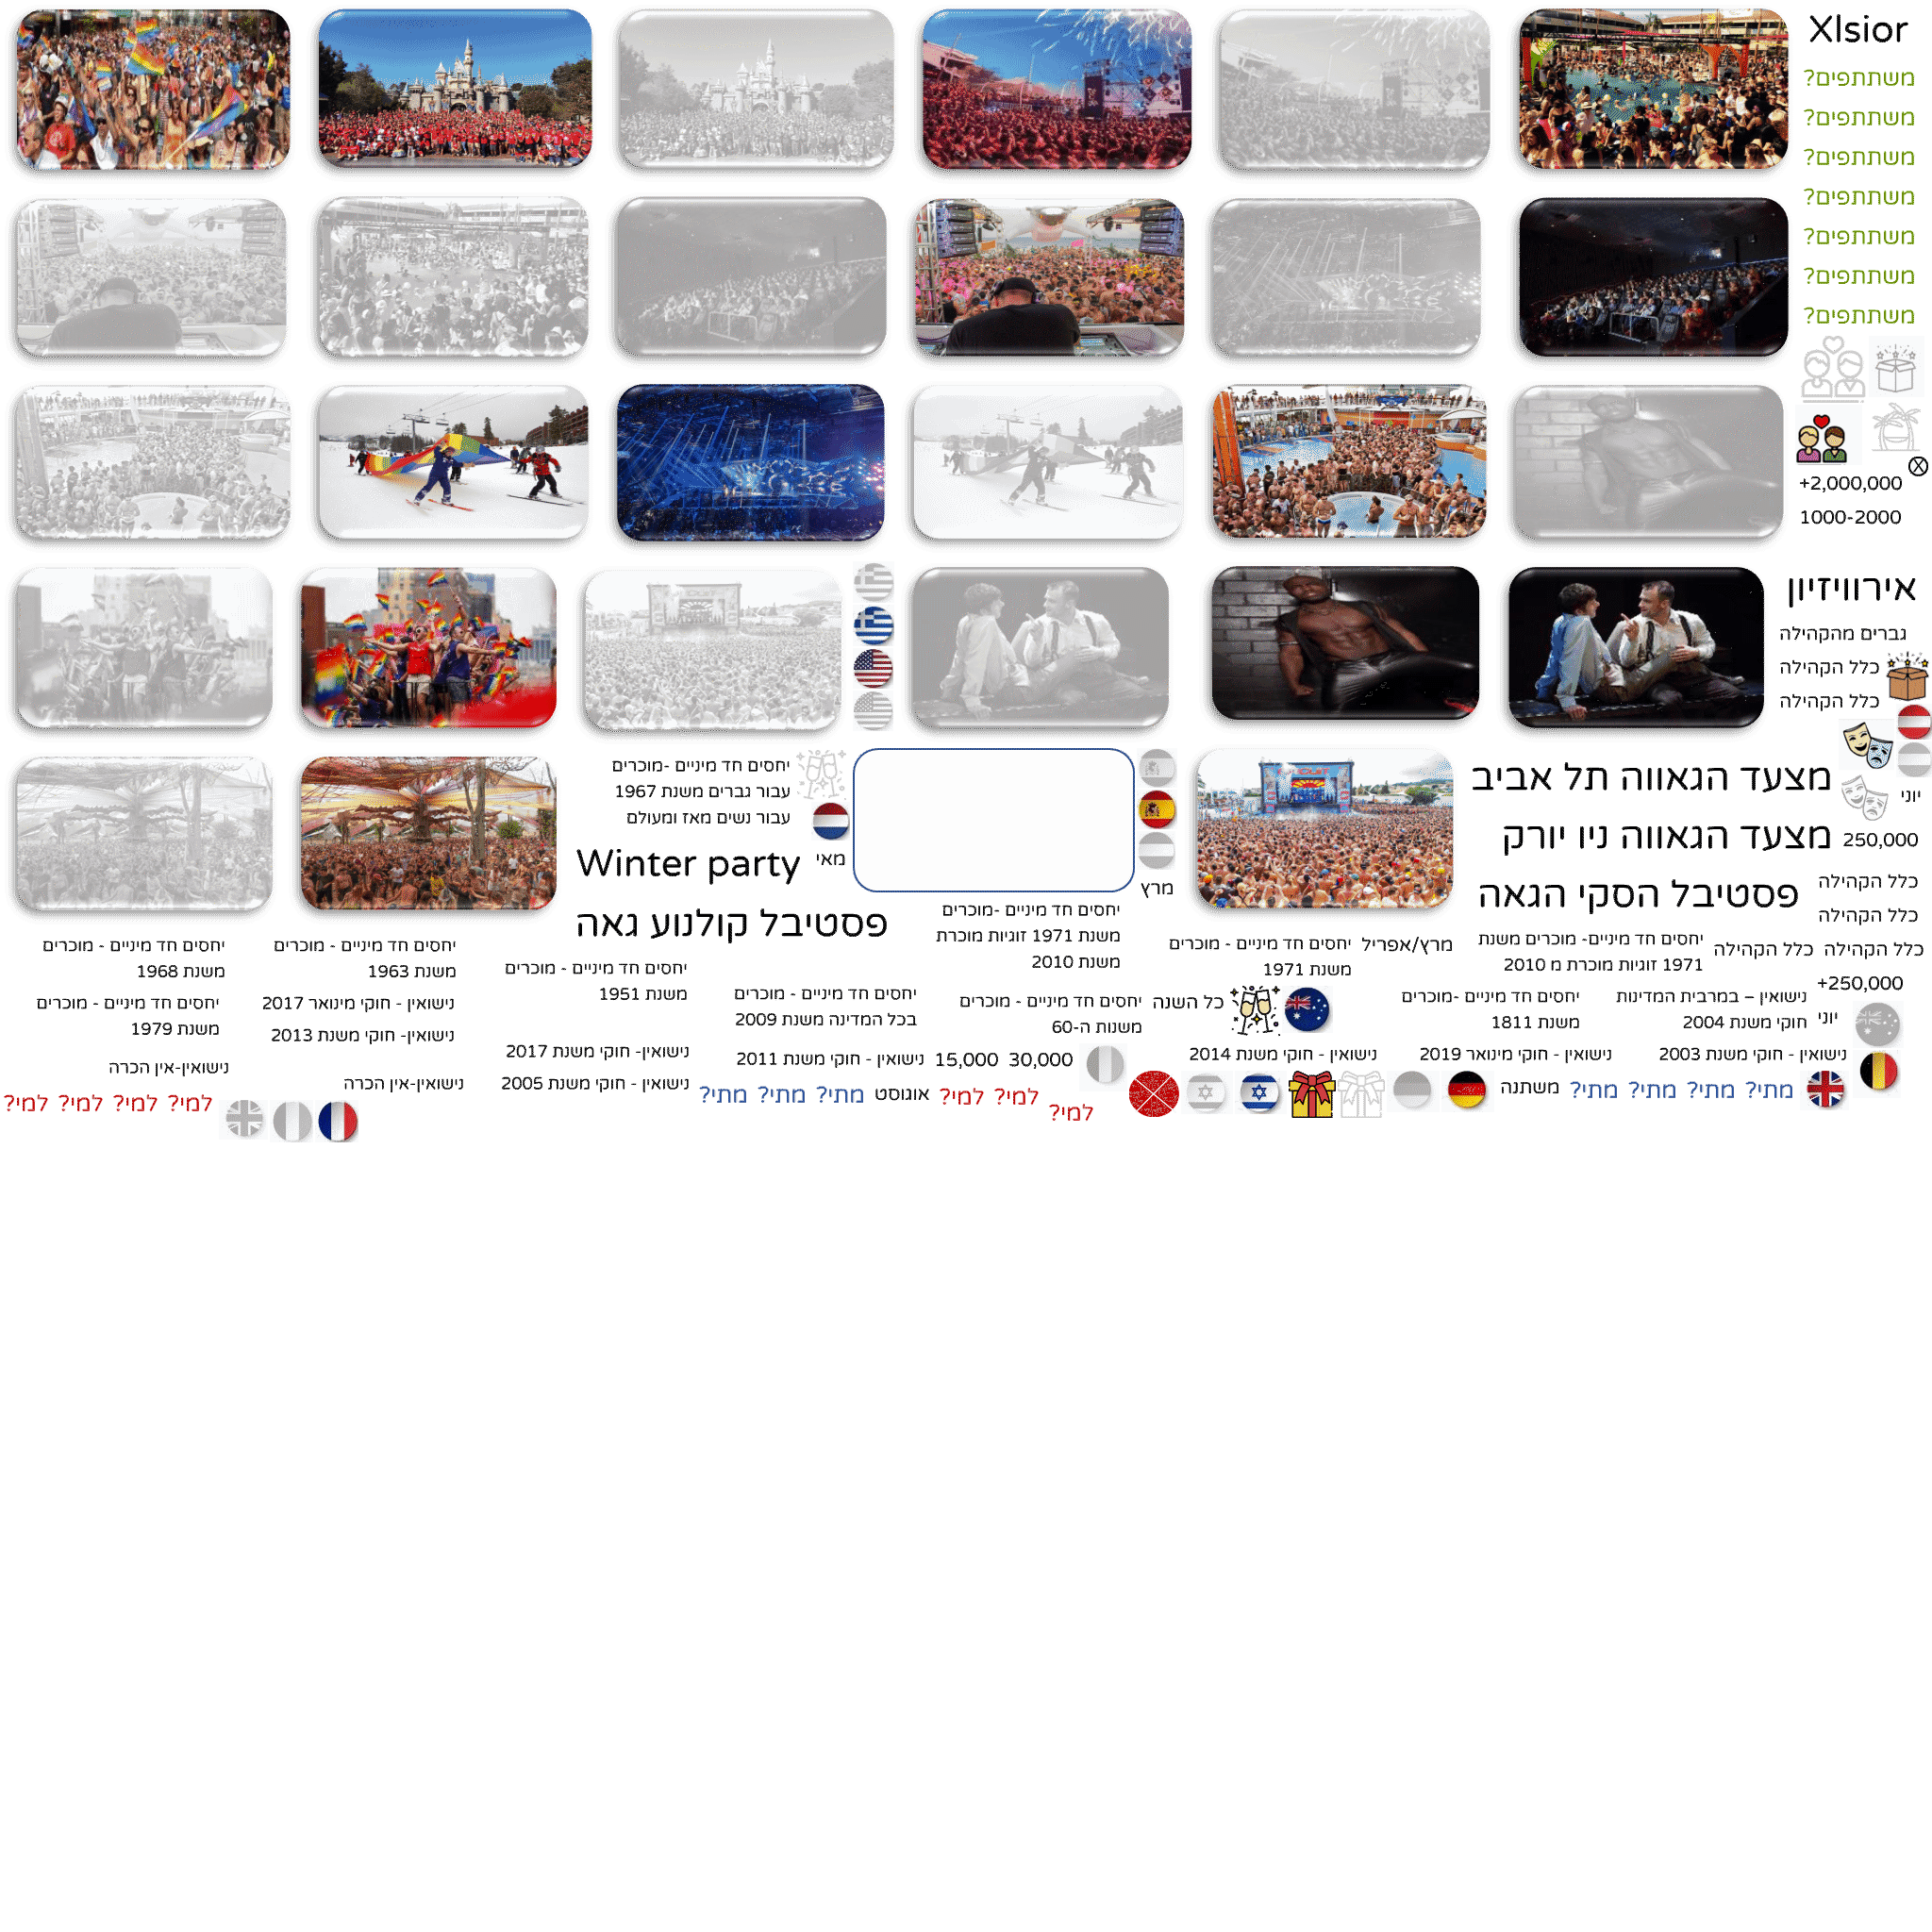 Xlsior
משתתפים?
משתתפים?
משתתפים?
משתתפים?
משתתפים?
משתתפים?
משתתפים?
+2,000,000
1000-2000
אירוויזיון
גברים מהקהילה
כלל הקהילה
כלל הקהילה
יחסים חד מיניים -מוכרים
עבור גברים משנת 1967
עבור נשים מאז ומעולם
Winter party
מאי
פסטיבל קולנוע גאה
מרץ
מצעד הגאווה תל אביב
יוני
מצעד הגאווה ניו יורק
250,000
פסטיבל הסקי הגאה
כלל הקהילה
כלל הקהילה
כלל הקהילה
כלל הקהילה
+250,000
יחסים חד מיניים -מוכרים
משנת 1971 זוגיות מוכרת
משנת 2010
מרץ/אפריל
יחסים חד מיניים - מוכרים
משנת 1971
יחסים חד מיניים- מוכרים משנת
1971 זוגיות מוכרת מ 2010
יחסים חד מיניים - מוכרים
משנת 1968
יחסים חד מיניים - מוכרים
משנת 1963
יחסים חד מיניים - מוכרים
משנת 1951
יחסים חד מיניים - מוכרים
בכל המדינה משנת 2009
יחסים חד מיניים - מוכרים
משנות ה-60
כל השנה
יחסים חד מיניים -מוכרים
משנת 1811
נישואין – במרבית המדינות
חוקי משנת 2004
יוני
יחסים חד מיניים - מוכרים
משנת 1979
נישואין - חוקי מינואר 2017
נישואין- חוקי משנת 2013
נישואין-אין הכרה
נישואין-אין הכרה
נישואין- חוקי משנת 2017
נישואין - חוקי משנת 2005
נישואין - חוקי משנת 2011
15,000
30,000
נישואין - חוקי משנת 2014
נישואין - חוקי מינואר 2019
נישואין - חוקי משנת 2003
מתי? מתי? מתי? מתי?
משתנה
למי? למי?
למי?
אוגוסט
מתי? מתי? מתי?
למי? למי? למי? למי?